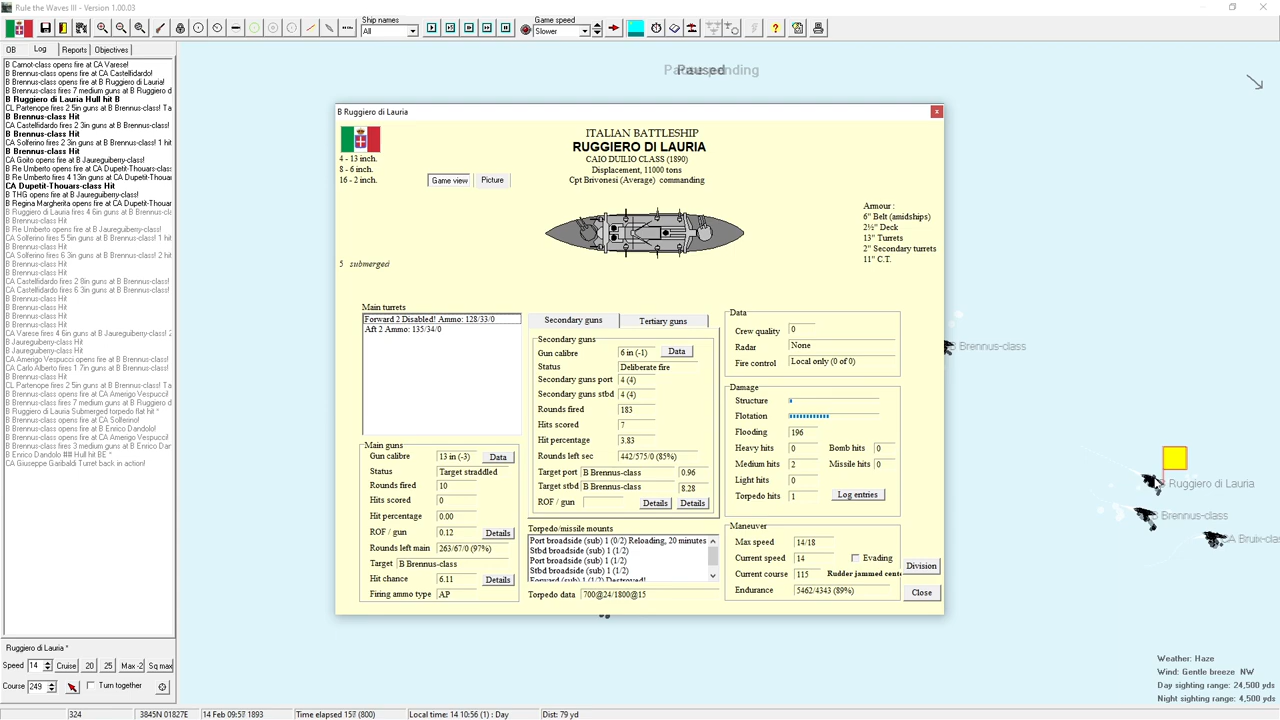 Rule the Waves III - Version 1.00.03
Ship names
All
Game speed
Slower
OB Log Reports Objectives
B Carnot-class opens fire at CA Varese!
B Brennus-class opens fire at CA Castelfidardo!
B Brennus-class opens fire at B Ruggiero di Lauria!
B Brennus-class fires 7 medium guns at B Ruggiero d
B Ruggiero di Lauria Hull hit B
CL Partenope fires 2 5in guns at B Brennus-class! Ta
B Brennus-class Hit
CA Castelfidardo fires 2 3in guns at B Brennus-class!
B Brennus-class Hit
CA Solferino fires 2 3in guns at B Brennus-class! 1 hit
B Brennus-class Hit
CA Goito opens fire at B Jaureguiberry-class!
B Re Umberto opens fire at CA Dupetit-Thouars-class
B Re Umberto fires 4 13in guns at CA Dupetit-Thouars
CA Dupetit-Thouars-class Hit
B THG opens fire at B Jaureguiberry-class!
B Regina Margherita opens fire at CA Dupetit-Thouars
B Ruggiero di Lauria fires 4 6in guns at B Brennus-cla
B Brennus-class Hit
B Re Umberto opens fire at B Jaureguiberry-class!
CA Solferino fires 5 5in guns at B Brennus-class! 1 hit
B Brennus-class Hit
CA Solferino fires 6 3in guns at B Brennus-class! 2 hit
B Brennus-class Hit
B Brennus-class Hit
CA Castelfidardo fires 2 8in guns at B Brennus-class!
CA Castelfidardo fires 6 3in guns at B Brennus-class!
B Brennus-class Hit
B Brennus-class Hit
B Brennus-class Hit
B Brennus-class Hit
CA Varese fires 4 6in guns at B Jaureguiberry-class! 2
B Jaureguiberry-class Hit
B Jaureguiberry-class Hit
CA Amerigo Vespucci opens fire at B Brennus-class!
CA Carlo Alberto fires 1 7in guns at B Brennus-class!
B Brennus-class Hit
CL Partenope fires 2 5in guns at B Brennus-class! Ta
B Brennus-class opens fire at CA Amerigo Vespucci!
B Brennus-class fires 7 medium guns at B Ruggiero d
B Ruggiero di Lauria Submerged torpedo flat hit *
B Brennus-class opens fire at CA Solferino!
B Brennus-class opens fire at B Enrico Dandolo!
B Brennus-class opens fire at CA Amerigo Vespucci!
B Brennus-class fires 3 medium guns at B Enrico Dan
B Enrico Dandolo ## Hull hit BE *
CA Giuseppe Garibaldi Turret back in action!
Ruggiero di Lauria *
Speed 14 Cruise 20 25 Max -2 Sq max
Course 249 Turn together
Paused
B Ruggiero di Lauria
ITALIAN BATTLESHIP
RUGGIERO DI LAURIA
CAIO DUILIO CLASS (1890)
Displacement, 11000 tons
Cpt Brivonesi (Average) commanding
4 - 13 inch.
8 - 6 inch.
16 - 2 inch.
Game view Picture
5 submerged
Armour :
6" Belt (amidships)
2½" Deck
13" Turrets
2" Secondary turrets
11" C.T.
Main turrets
Forward 2 Disabled! Ammo: 128/33/0
Aft 2 Ammo: 135/34/0
Main guns
Gun calibre 13 in (-3) Data
Status Target straddled
Rounds fired 10
Hits scored 0
Hit percentage 0.00
ROF / gun 0.12 Details
Rounds left main 263/67/0 (97%)
Target B Brennus-class
Hit chance 6.11 Details
Firing ammo type AP
Secondary guns Tertiary guns
Secondary guns
Gun calibre 6 in (-1) Data
Status Deliberate fire
Secondary guns port 4 (4)
Secondary guns stbd 4 (4)
Rounds fired 183
Hits scored 7
Hit percentage 3.83
Rounds left sec 442/575/0 (85%)
Target port B Brennus-class 0.96
Target stbd B Brennus-class 8.28
ROF / gun Details Details
Torpedo/missile mounts
Port broadside (sub) 1 (0/2) Reloading, 20 minutes
Stbd broadside (sub) 1 (1/2)
Port broadside (sub) 1 (1/2)
Stbd broadside (sub) 1 (1/2)
Forward (sub) 1 (1/2) Destroyed!
Torpedo data 700@24/1800@15
Data
Crew quality 0
Radar None
Fire control Local only (0 of 0)
Damage
Structure
Flotation
Flooding 196
Heavy hits 0 Bomb hits 0
Medium hits 2 Missile hits 0
Light hits 0
Torpedo hits 1 Log entries
Maneuver
Max speed 14/18
Current speed 14 Evading
Current course 115 Rudder jammed cent
Endurance 5462/4343 (89%)
Division
Close
B Brennus-class
Ruggiero di Lauria
Brennus-class
A Bruix-clas
Weather: Haze
Wind: Gentle breeze NW
Day sighting range: 24,500 yds
Night sighting range: 4,500 yds
324 3845N 01827E 14 Feb 09:57 1893 Time elapsed 157 (800) Local time: 14 10:56 (1) : Day Dist: 79 yd